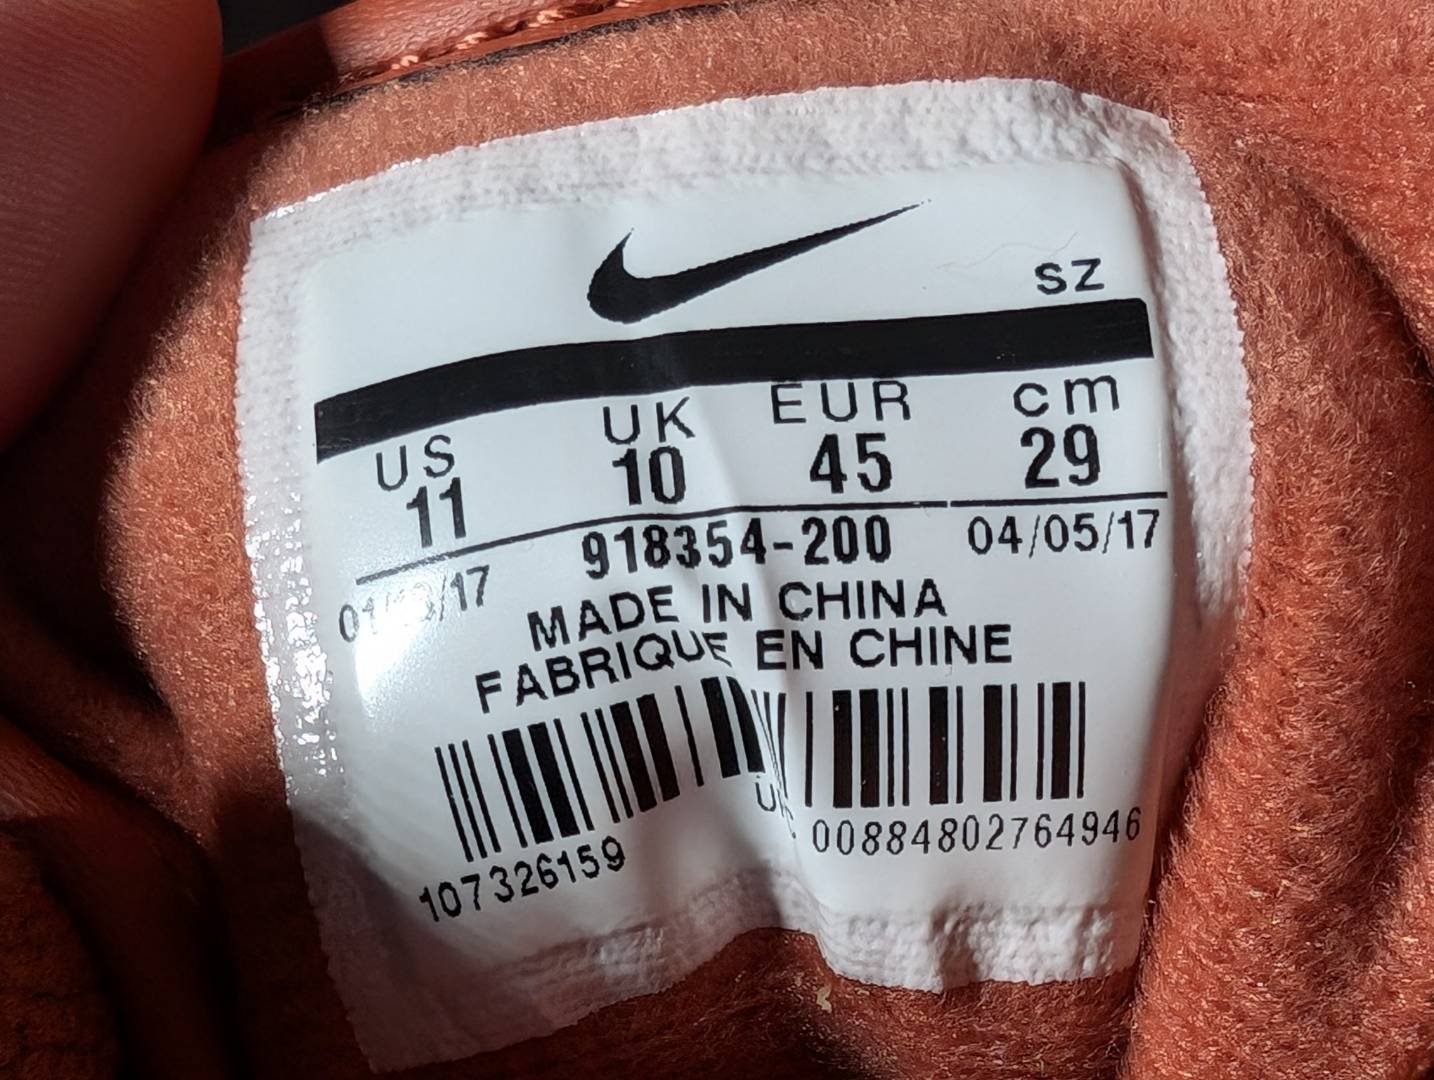 SZ
US UK EUR cm
11 10 45 29
918354-200 04/05/17
MADE IN CHINA
FABRIQUE EN CHINE
UPC
107326159 00884802764946